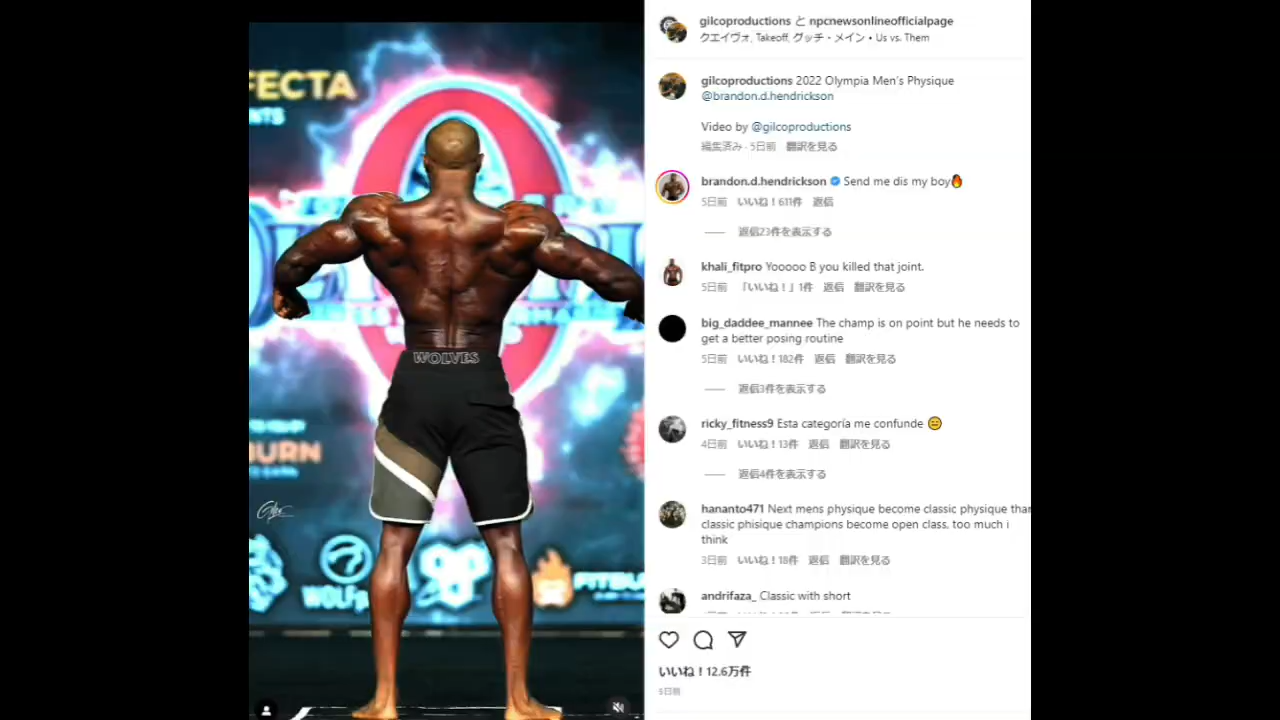 FECTA
NTS
WOLVES
BURN
gilcoproductions と npcnewsonlineofficialpage
クエイヴォ, Takeoff, グッチ・メイン • Us vs. Them
gilcoproductions 2022 Olympia Men's Physique
@brandon.d.hendrickson
Video by @gilcoproductions
編集済み · 5日前 翻訳を見る
brandon.d.hendrickson Send me dis my boy🔥
5日前 いいね！611件 返信
返信23件を表示する
khali_fitpro Yooooo B you killed that joint.
5日前 「いいね！」1件 返信 翻訳を見る
big_daddee_mannee The champ is on point but he needs to
get a better posing routine
5日前 いいね！182件 返信 翻訳を見る
返信3件を表示する
ricky_fitness9 Esta categoría me confunde 😑
4日前 いいね！13件 返信 翻訳を見る
返信4件を表示する
hananto471 Next mens physique become classic physique than
classic phisique champions become open class, too much i
think
3日前 いいね！18件 返信 翻訳を見る
andrifaza_ Classic with short
いいね！12.6万件
5日前